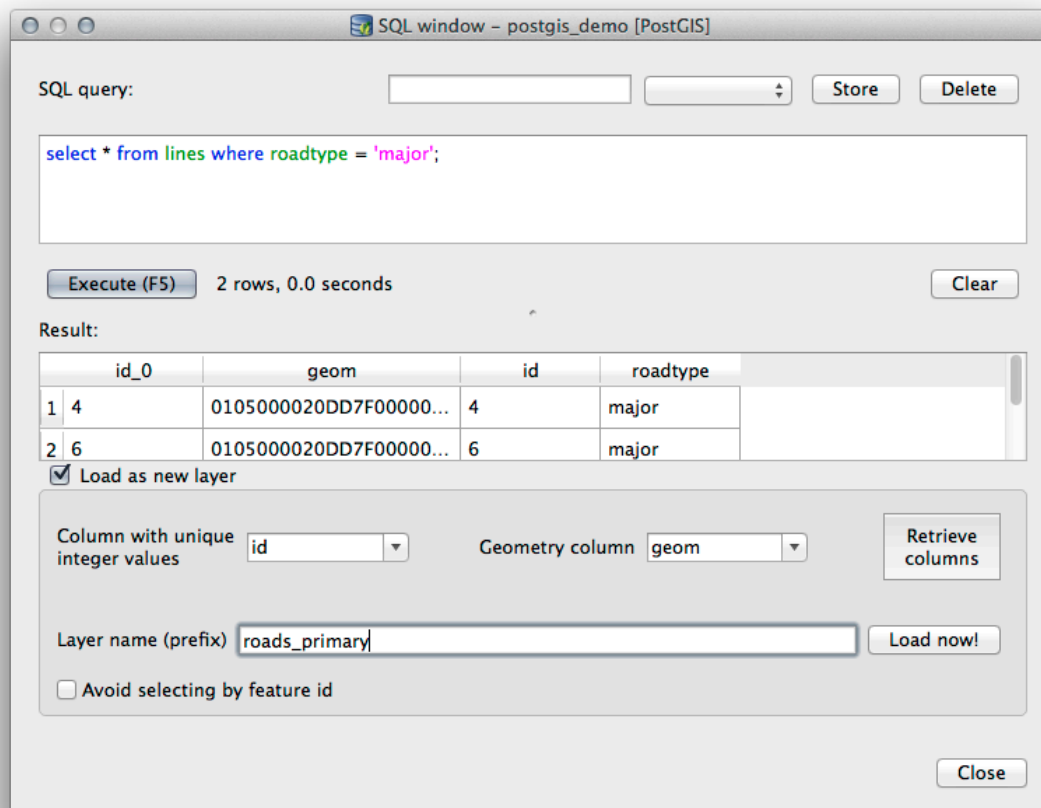 SQL window – postgis_demo [PostGIS]
SQL query:
Store
Delete
select * from lines where roadtype = 'major';
Execute (F5)
2 rows, 0.0 seconds
Clear
Result:
id_0 geom id roadtype
1 4 0105000020DD7F00000... 4 major
2 6 0105000020DD7F00000... 6 major
Load as new layer
Column with unique
integer values
id
Geometry column
geom
Retrieve
columns
Layer name (prefix)
roads_primary
Load now!
Avoid selecting by feature id
Close